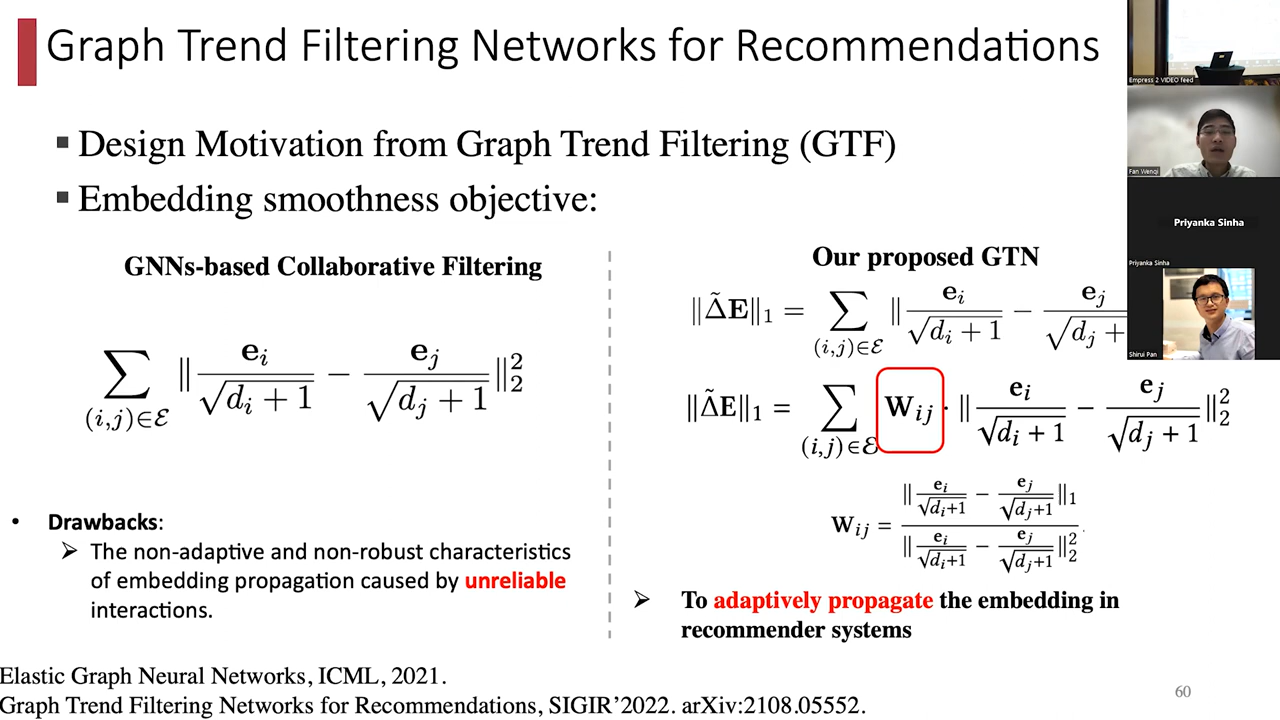 Graph Trend Filtering Networks for Recommendations
▪ Design Motivation from Graph Trend Filtering (GTF)
▪ Embedding smoothness objective:
GNNs-based Collaborative Filtering
∑_{(i,j)∈ℰ} ‖ e_i / √(d_i + 1) − e_j / √(d_j + 1) ‖₂²
• Drawbacks:
➢ The non-adaptive and non-robust characteristics
of embedding propagation caused by unreliable
interactions.
Our proposed GTN
‖Δ̃E‖₁ = ∑_{(i,j)∈ℰ} ‖ e_i / √(d_i + 1) − e_j / √(d_j +
‖Δ̃E‖₁ = ∑_{(i,j)∈ℰ} W_{ij} · ‖ e_i / √(d_i + 1) − e_j / √(d_j + 1) ‖₂²
W_{ij} = ‖ e_i / √(d_i+1) − e_j / √(d_j+1) ‖₁ / ‖ e_i / √(d_i+1) − e_j / √(d_j+1) ‖₂² .
➢ To adaptively propagate the embedding in
recommender systems
Elastic Graph Neural Networks, ICML, 2021.
Graph Trend Filtering Networks for Recommendations, SIGIR’2022. arXiv:2108.05552.
60
Empress 2 VIDEO feed
Fan Wenqi
Priyanka Sinha
Priyanka Sinha
Shirui Pan